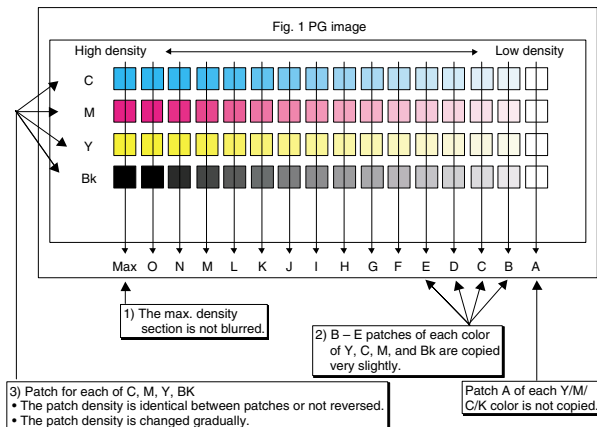 Fig. 1 PG image
High density
Low density
C
M
Y
Bk
Max O N M L K J I H G F E D C B A
1) The max. density
section is not blurred.
2) B – E patches of each color
of Y, C, M, and Bk are copied
very slightly.
3) Patch for each of C, M, Y, BK
• The patch density is identical between patches or not reversed.
• The patch density is changed gradually.
Patch A of each Y/M/
C/K color is not copied.